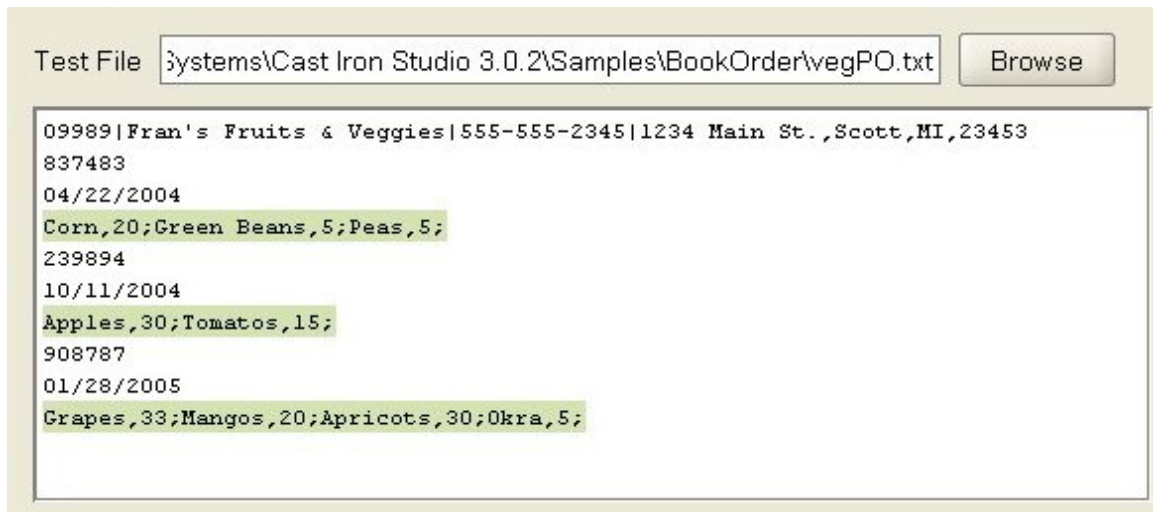 Test File Systems\Cast Iron Studio 3.0.2\Samples\BookOrder\vegPO.txt Browse
09989|Fran's Fruits & Veggies|555-555-2345|1234 Main St.,Scott,MI,23453
837483
04/22/2004
Corn,20;Green Beans,5;Peas,5;
239894
10/11/2004
Apples,30;Tomatos,15;
908787
01/28/2005
Grapes,33;Mangos,20;Apricots,30;Okra,5;